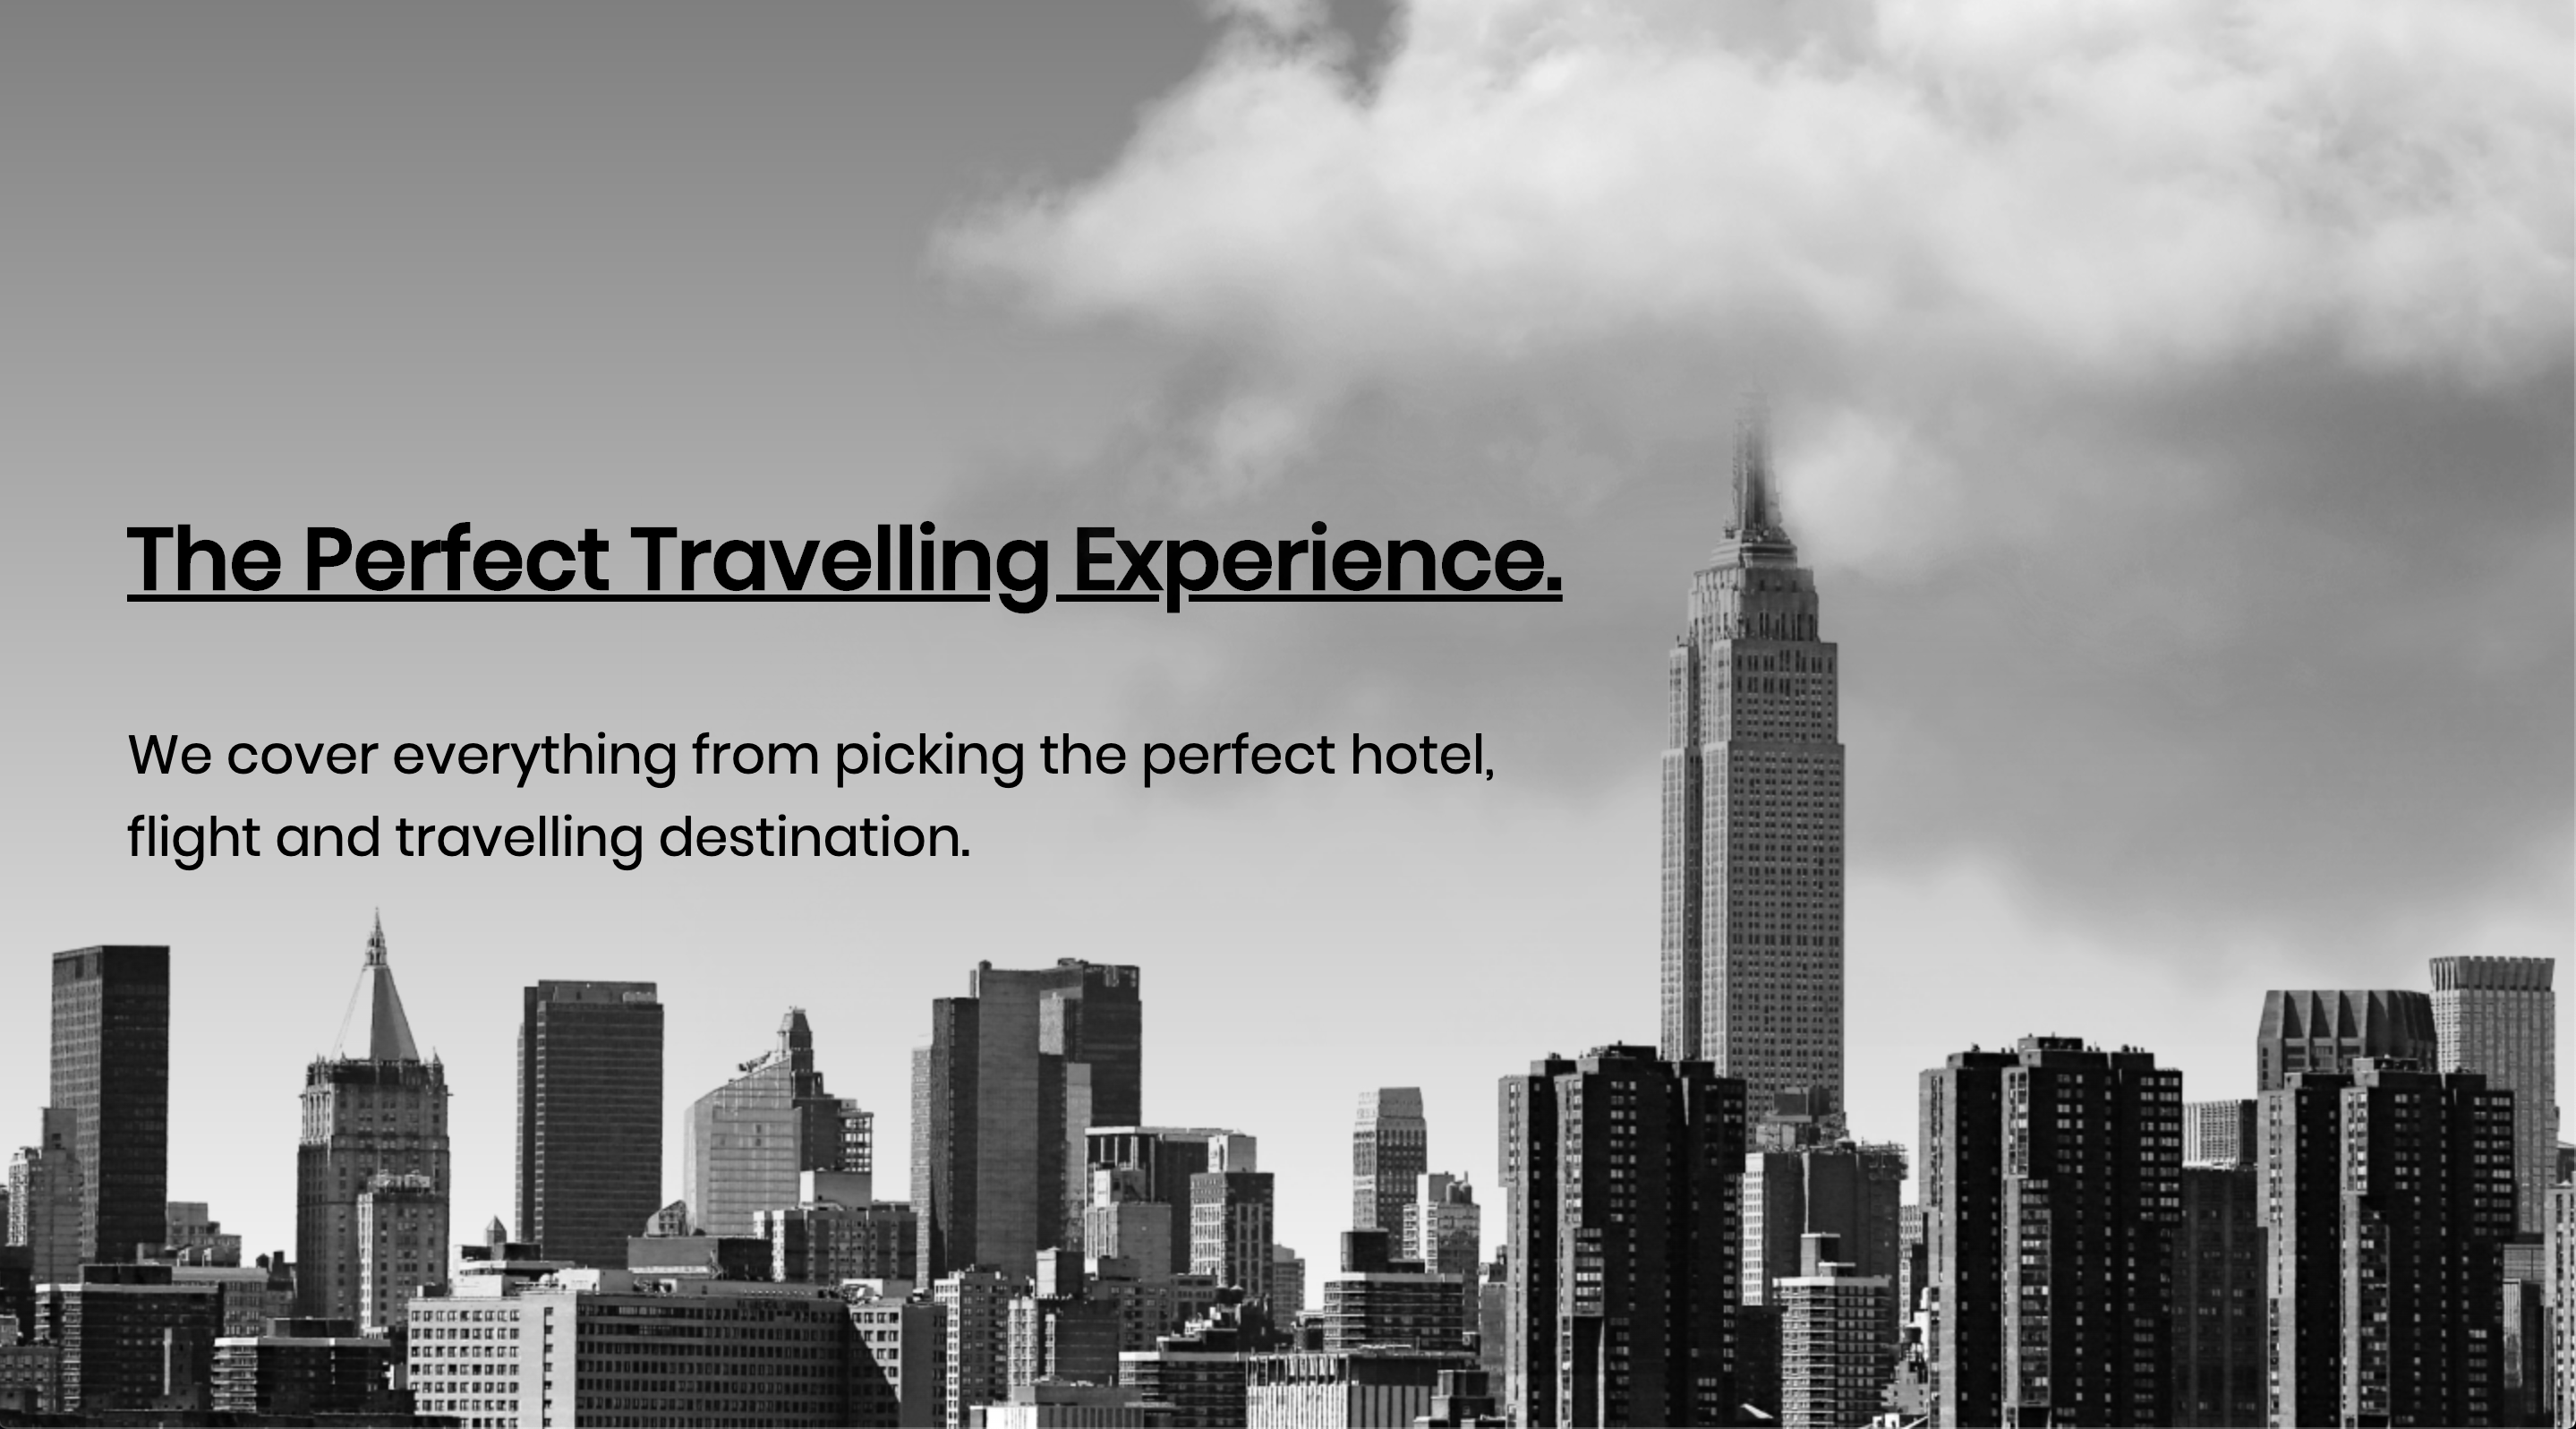 The Perfect Travelling Experience.
We cover everything from picking the perfect hotel,
flight and travelling destination.